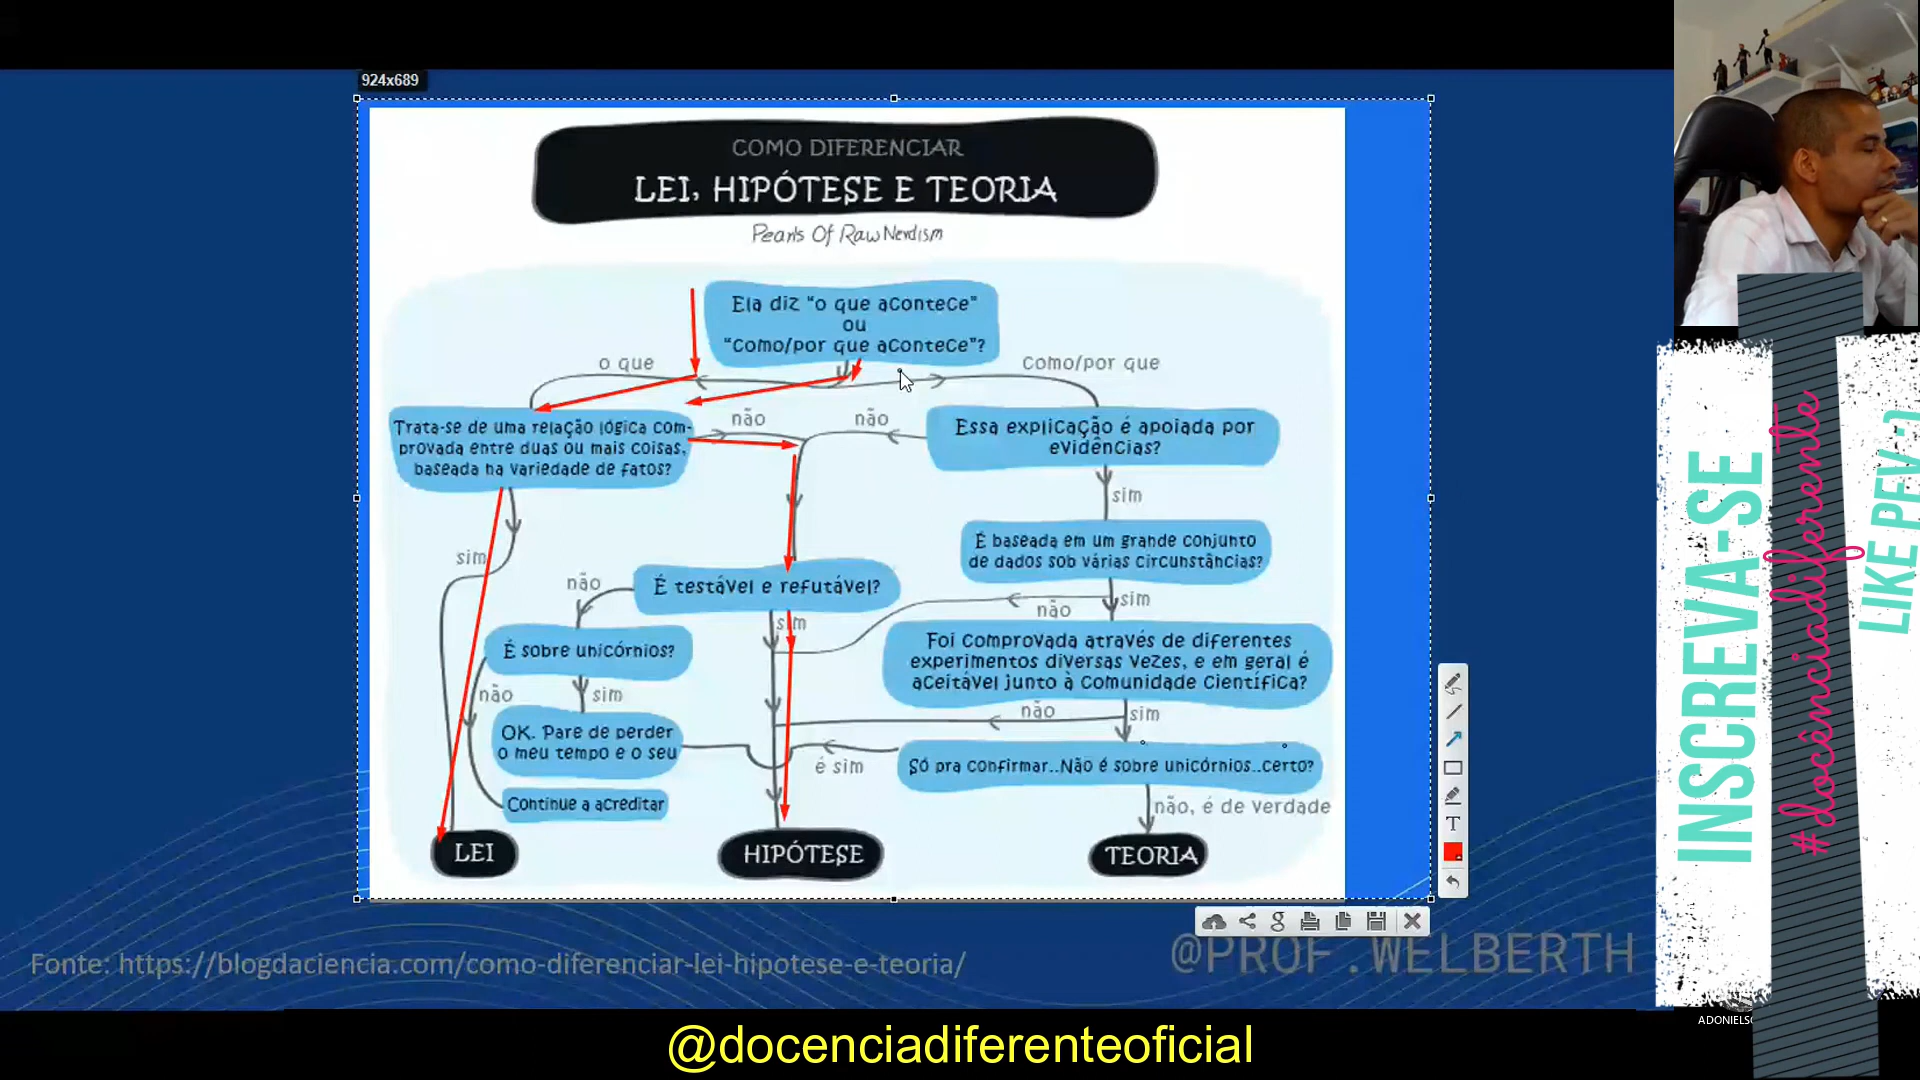 924x689
COMO DIFERENCIAR
LEI, HIPÓTESE E TEORIA
Pearls Of RawNerdism
Ela diz "o que acontece"
ou
"Como/por que acontece"?
o que
Como/por que
Trata-se de uma relação lógica com-
provada entre duas ou mais coisas,
baseada na variedade de fatos?
não
não
Essa explicação é apoiada por
evidências?
sim
sim
É baseada em um grande conjunto
de dados sob várias circunstâncias?
não
É testável e refutável?
sim
não
sim
É sobre unicórnios?
Foi comprovada através de diferentes
experimentos diversas vezes, e em geral é
aceitável junto à comunidade científica?
não
sim
não
sim
OK. Pare de perder
o meu tempo e o seu
é sim
Só pra confirmar..Não é sobre unicórnios..certo?
Continue a acreditar
não, é de verdade
LEI
HIPÓTESE
TEORIA
T
g
Fonte: https://blogdaciencia.com/como-diferenciar-lei-hipotese-e-teoria/
@PROF.WELBERTH
@docenciadiferenteoficial
INSCREVA-SE
#docênciadiferente
LIKE PFV :)